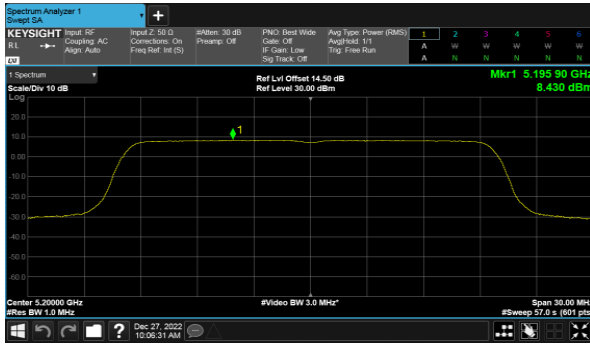 Spectrum Analyzer 1
Swept SA
+
KEYSIGHT
RL
Input: RF
Coupling: AC
Align: Auto
Input Z: 50 Ω
Corrections: On
Freq Ref: Int (S)
#Atten: 30 dB
Preamp: Off
PNO: Best Wide
Gate: Off
IF Gain: Low
Sig Track: Off
Avg Type: Power (RMS)
Avg|Hold: 1/1
Trig: Free Run
1 2 3 4 5 6
A W W W W W
A N N N N N
1 Spectrum
Scale/Div 10 dB
Log
Ref Lvl Offset 14.50 dB
Ref Level 30.00 dBm
Mkr1 5.195 90 GHz
8.430 dBm
1
20.0
10.0
0.00
-10.0
-20.0
-30.0
-40.0
-50.0
-60.0
Center 5.20000 GHz
#Res BW 1.0 MHz
#Video BW 3.0 MHz*
Span 30.00 MHz
#Sweep 57.0 s (601 pts)
?
Dec 27, 2022
10:06:31 AM